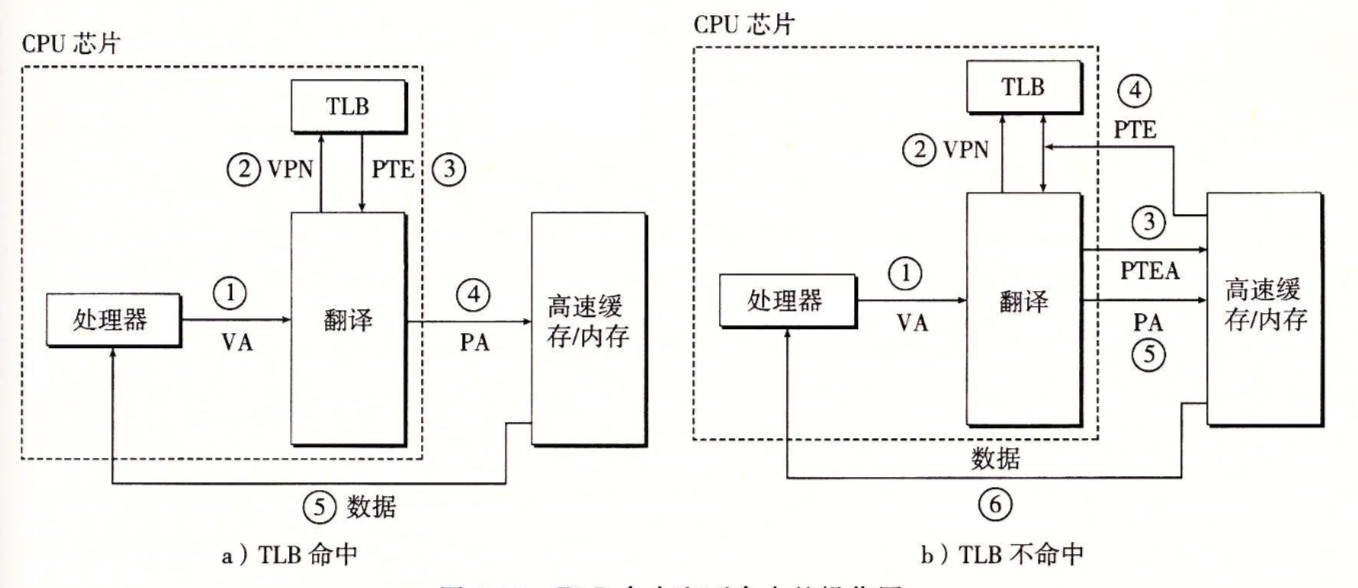 CPU 芯片
TLB
② VPN
PTE ③
处理器
①
VA
翻译
④
PA
高速缓
存/内存
⑤ 数据
a）TLB 命中
CPU 芯片
TLB
④
PTE
② VPN
③
PTEA
处理器
①
VA
翻译
PA
⑤
高速缓
存/内存
数据
⑥
b）TLB 不命中